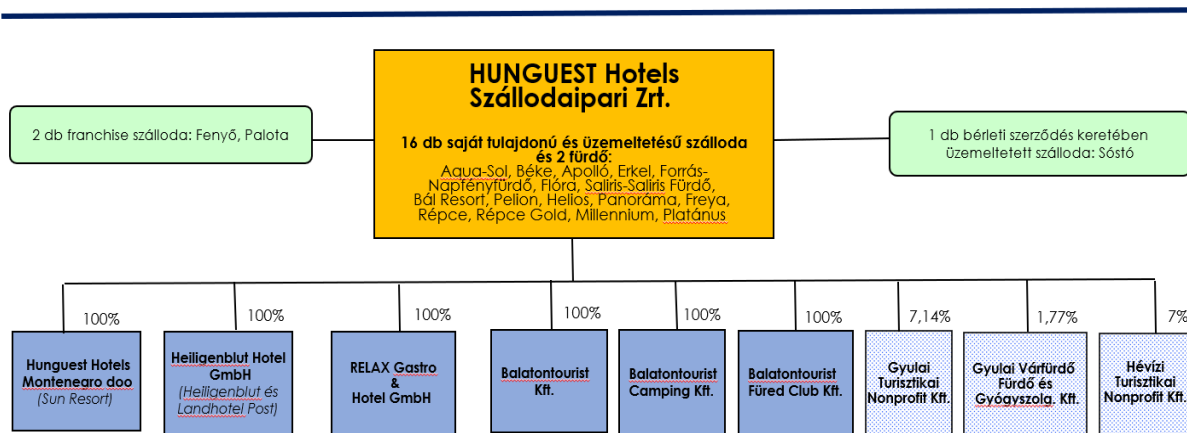 HUNGUEST Hotels
Szállodaipari Zrt.
16 db saját tulajdonú és üzemeltetésű szálloda
és 2 fürdő:
Aqua-Sol, Béke, Apolló, Erkel, Forrás-
Napfényfürdő, Flóra, Saliris-Saliris Fürdő,
Bál Resort, Pelion, Helios, Panoráma, Freya,
Répce, Répce Gold, Millennium, Platánus
2 db franchise szálloda: Fenyő, Palota
1 db bérleti szerződés keretében
üzemeltetett szálloda: Sóstó
100%
100%
100%
100%
100%
100%
7,14%
1,77%
7%
Hunguest Hotels
Montenegro doo
(Sun Resort)
Heiligenblut Hotel
GmbH
(Heiligenblut és
Landhotel Post)
RELAX Gastro
&
Hotel GmbH
Balatontourist
Kft.
Balatontourist
Camping Kft.
Balatontourist
Füred Club Kft.
Gyulai
Turisztikai
Nonprofit Kft.
Gyulai Várfürdő
Fürdő és
Gyógyszolg. Kft.
Hévízi
Turisztikai
Nonprofit Kft.